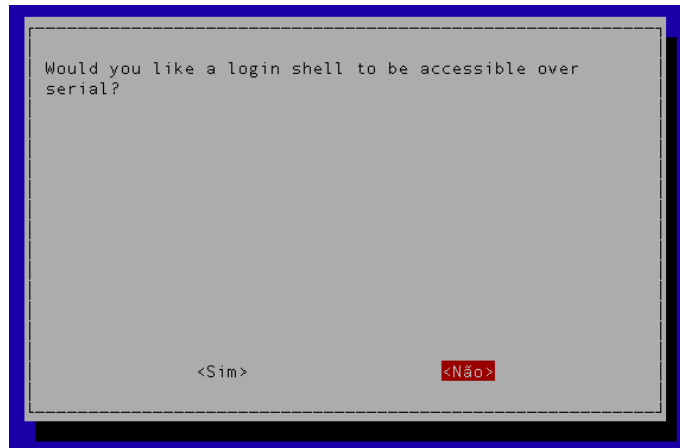 Would you like a login shell to be accessible over
serial?
<Sim> <Não>